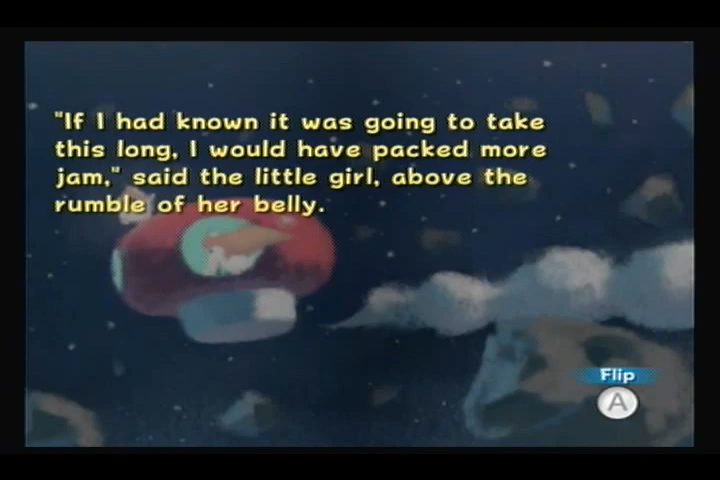 "If I had known it was going to take
this long, I would have packed more
jam," said the little girl, above the
rumble of her belly.
Flip
A